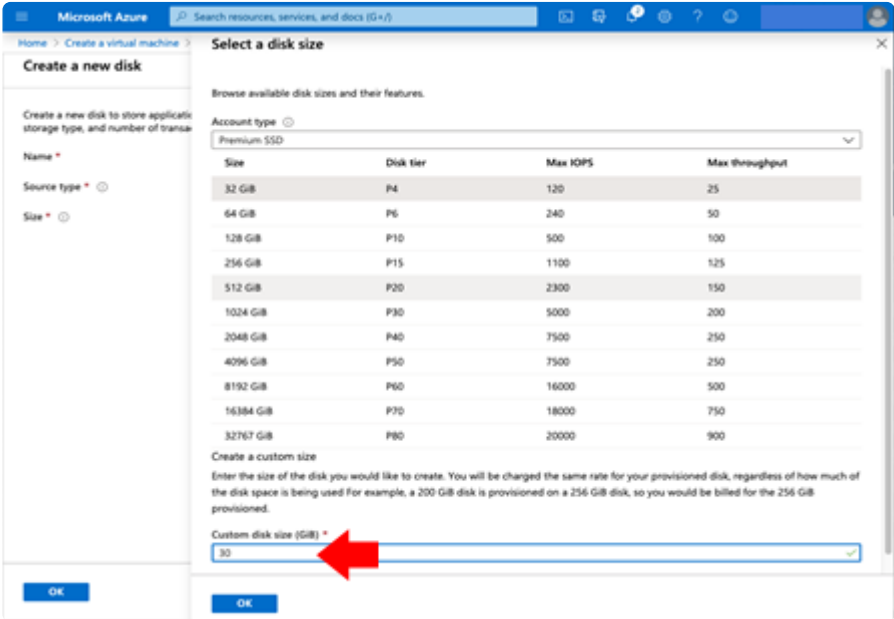 Microsoft Azure
Search resources, services, and docs (G+/)
2
?
Home > Create a virtual machine >
Create a new disk
Create a new disk to store applicatic
storage type, and number of transa
Name *
Source type *
Size *
Select a disk size
Browse available disk sizes and their features.
Account type
Premium SSD
Size Disk tier Max IOPS Max throughput
32 GiB P4 120 25
64 GiB P6 240 50
128 GiB P10 500 100
256 GiB P15 1100 125
512 GiB P20 2300 150
1024 GiB P30 5000 200
2048 GiB P40 7500 250
4096 GiB P50 7500 250
8192 GiB P60 16000 500
16384 GiB P70 18000 750
32767 GiB P80 20000 900
Create a custom size
Enter the size of the disk you would like to create. You will be charged the same rate for your provisioned disk, regardless of how much of
the disk space is being used For example, a 200 GiB disk is provisioned on a 256 GiB disk, so you would be billed for the 256 GiB
provisioned.
Custom disk size (GiB) *
30
OK
OK